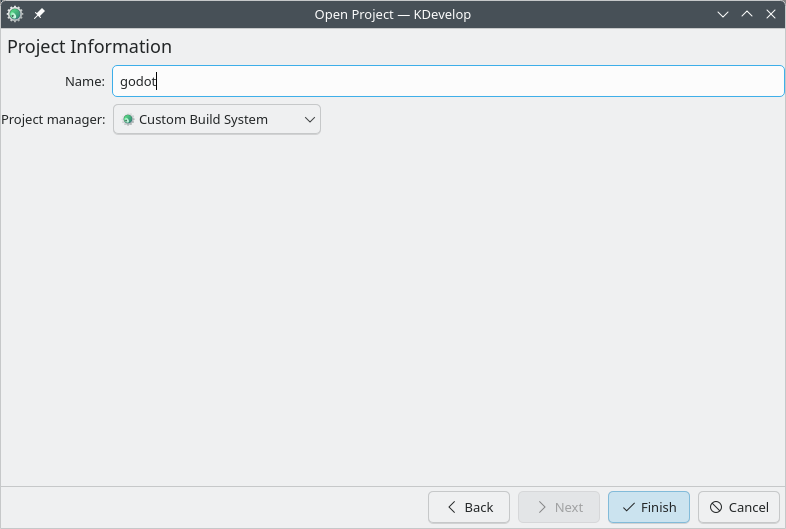 Open Project — KDevelop
Project Information
Name: godot
Project manager: Custom Build System
Back Next Finish Cancel